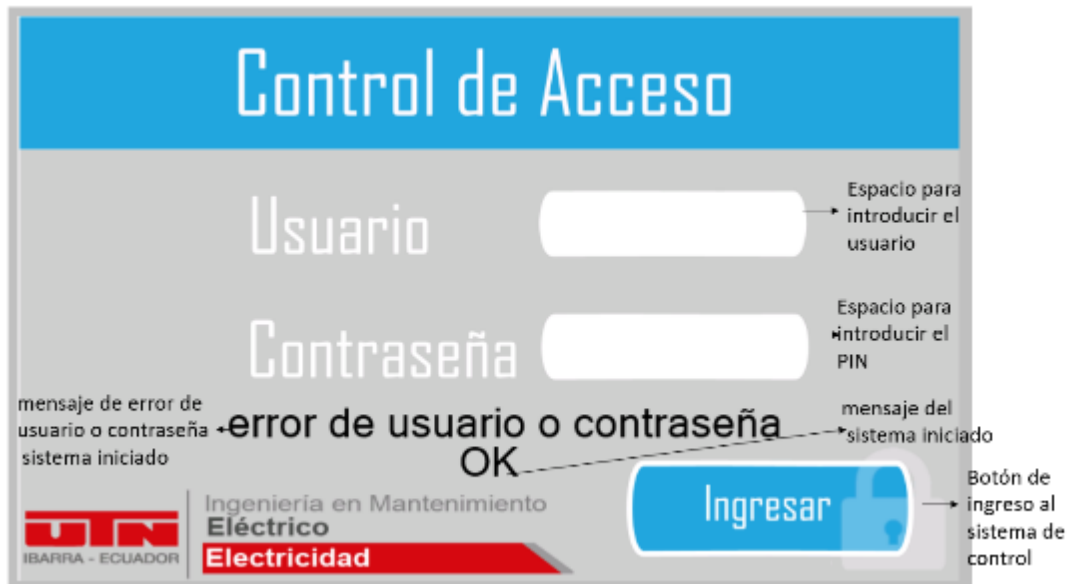 Control de Acceso
Usuario
Espacio para
introducir el
usuario
Contraseña
Espacio para
introducir el
PIN
mensaje de error de
usuario o contraseña
sistema iniciado
error de usuario o contraseña
OK
mensaje del
sistema iniciado
Ingresar
Botón de
ingreso al
sistema de
control
UTN
IBARRA - ECUADOR
Ingeniería en Mantenimiento
Eléctrico
Electricidad